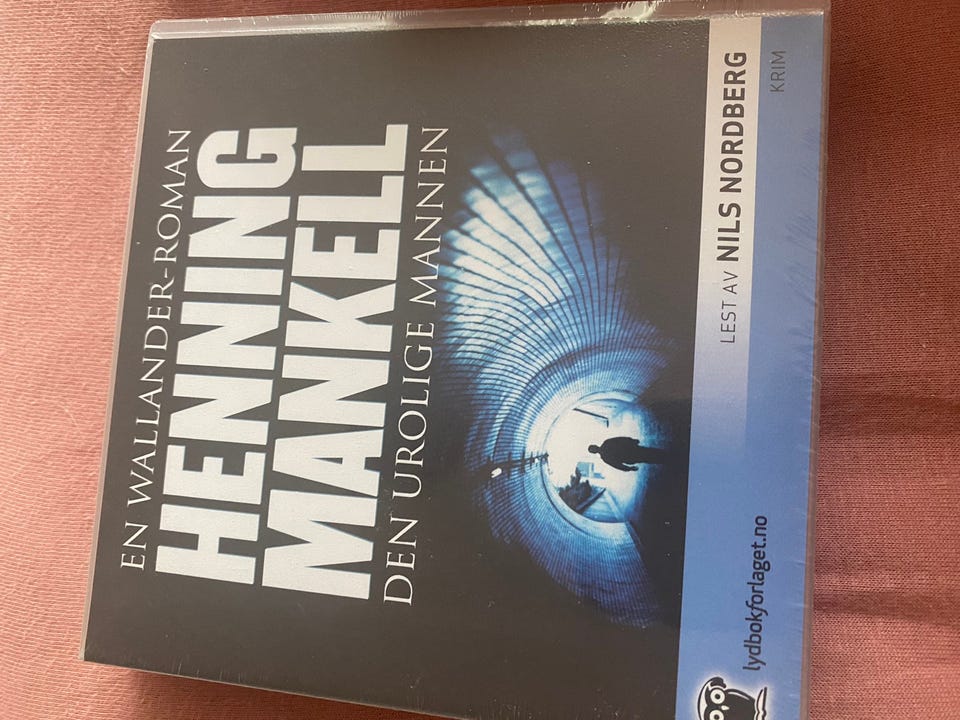 EN WALLANDER-ROMAN
HENNING
MANKELL
DEN UROLIGE MANNEN
LEST AV NILS NORDBERG
KRIM
lydbokforlaget.no